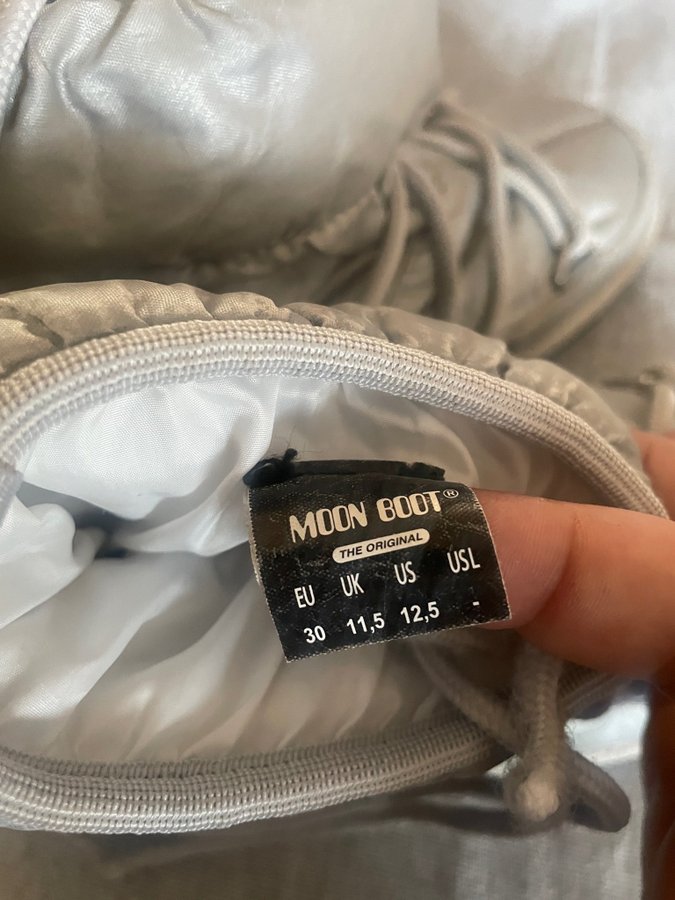 MOON BOOT®
THE ORIGINAL
EU UK US USL
30 11,5 12,5 -